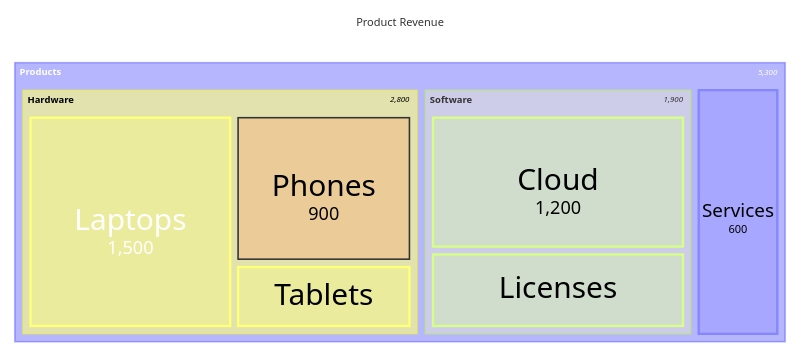 Product Revenue
Products
5,300
Hardware
2,800
Laptops
1,500
Phones
900
Tablets
Software
1,900
Cloud
1,200
Licenses
Services
600